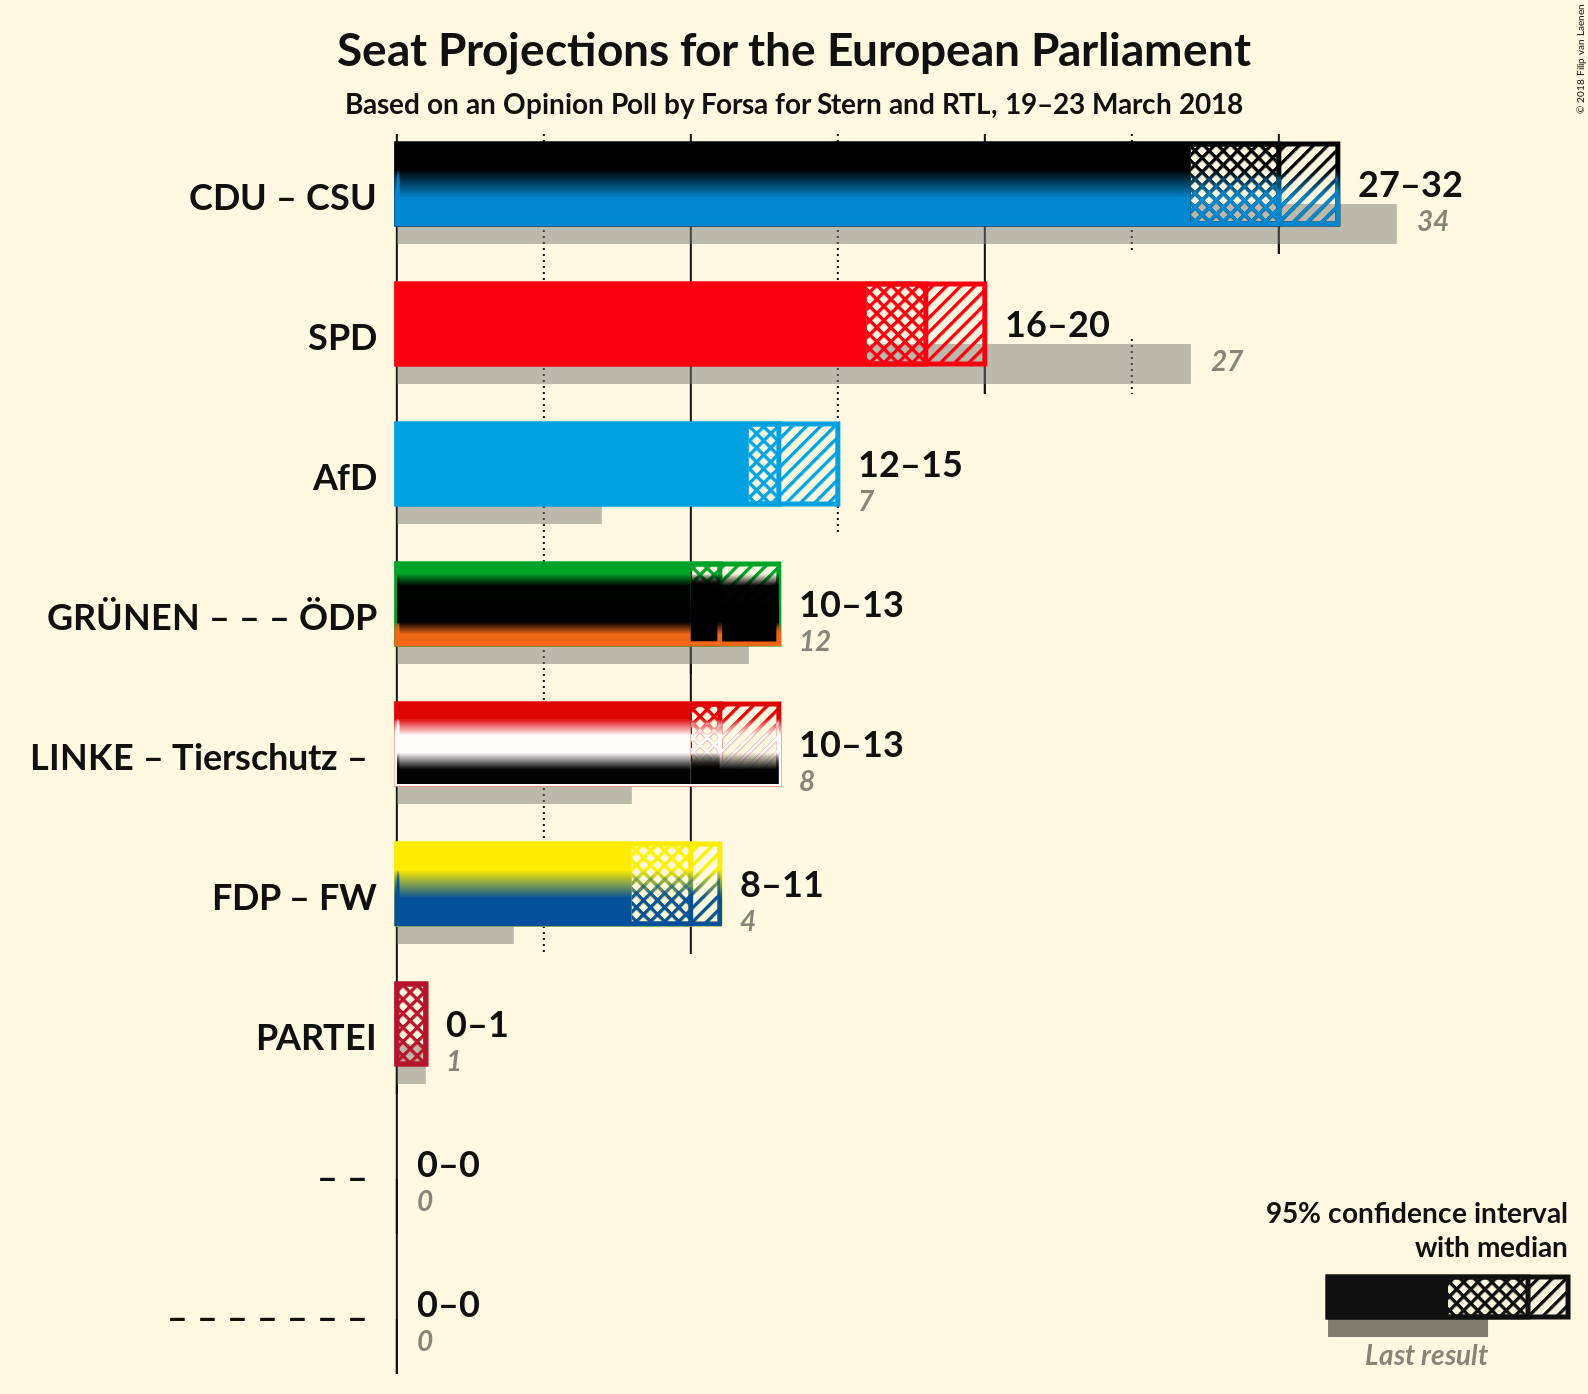 Seat Projections for the European Parliament
Based on an Opinion Poll by Forsa for Stern and RTL, 19–23 March 2018
© 2018 Filip van Laenen
CDU – CSU
27–32
34
SPD
16–20
27
AfD
12–15
7
GRÜNEN – – – ÖDP
10–13
12
LINKE – Tierschutz –
10–13
8
FDP – FW
8–11
4
PARTEI
0–1
1
– –
0–0
0
– – – – – – –
0–0
0
95% confidence interval
with median
Last result